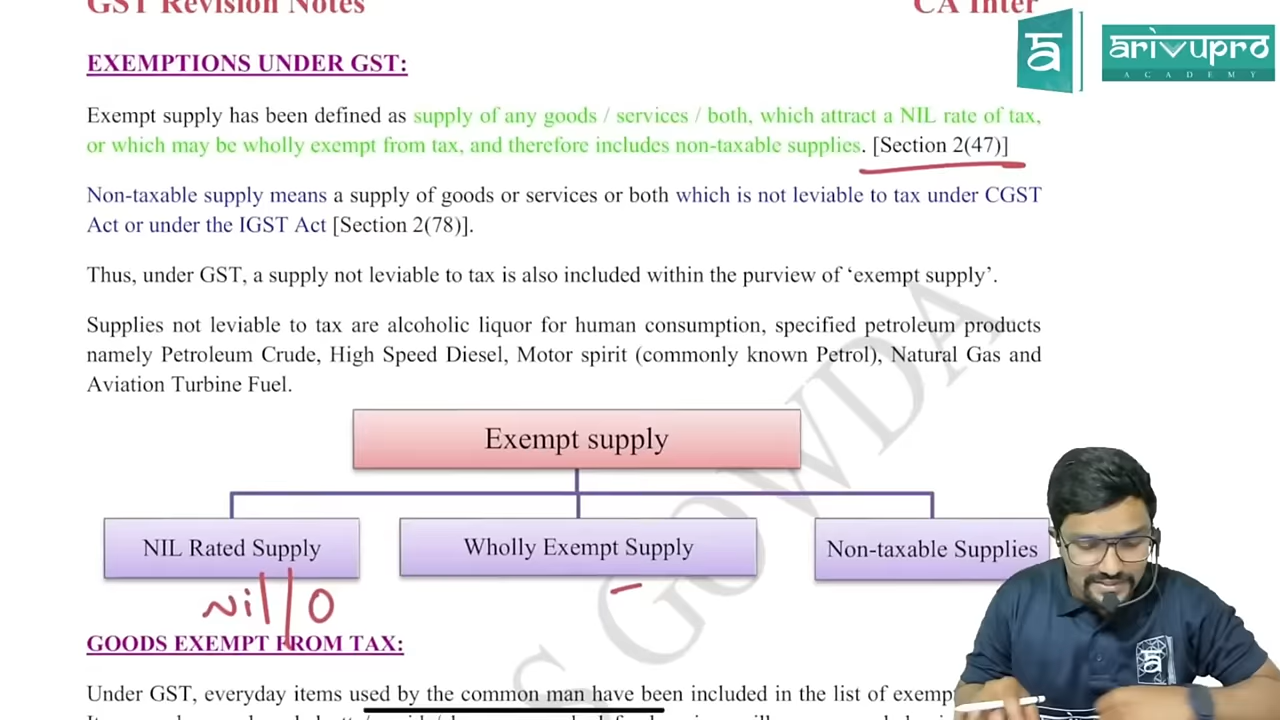 GST Revision Notes
CA Inter
arivupro
ACADEMY
EXEMPTIONS UNDER GST:
Exempt supply has been defined as supply of any goods / services / both, which attract a NIL rate of tax,
or which may be wholly exempt from tax, and therefore includes non-taxable supplies. [Section 2(47)]
Non-taxable supply means a supply of goods or services or both which is not leviable to tax under CGST
Act or under the IGST Act [Section 2(78)].
Thus, under GST, a supply not leviable to tax is also included within the purview of ‘exempt supply’.
Supplies not leviable to tax are alcoholic liquor for human consumption, specified petroleum products
namely Petroleum Crude, High Speed Diesel, Motor spirit (commonly known Petrol), Natural Gas and
Aviation Turbine Fuel.
Exempt supply
NIL Rated Supply
Wholly Exempt Supply
Non-taxable Supplies
Nil / 0
S GOWDA
GOODS EXEMPT FROM TAX:
Under GST, everyday items used by the common man have been included in the list of